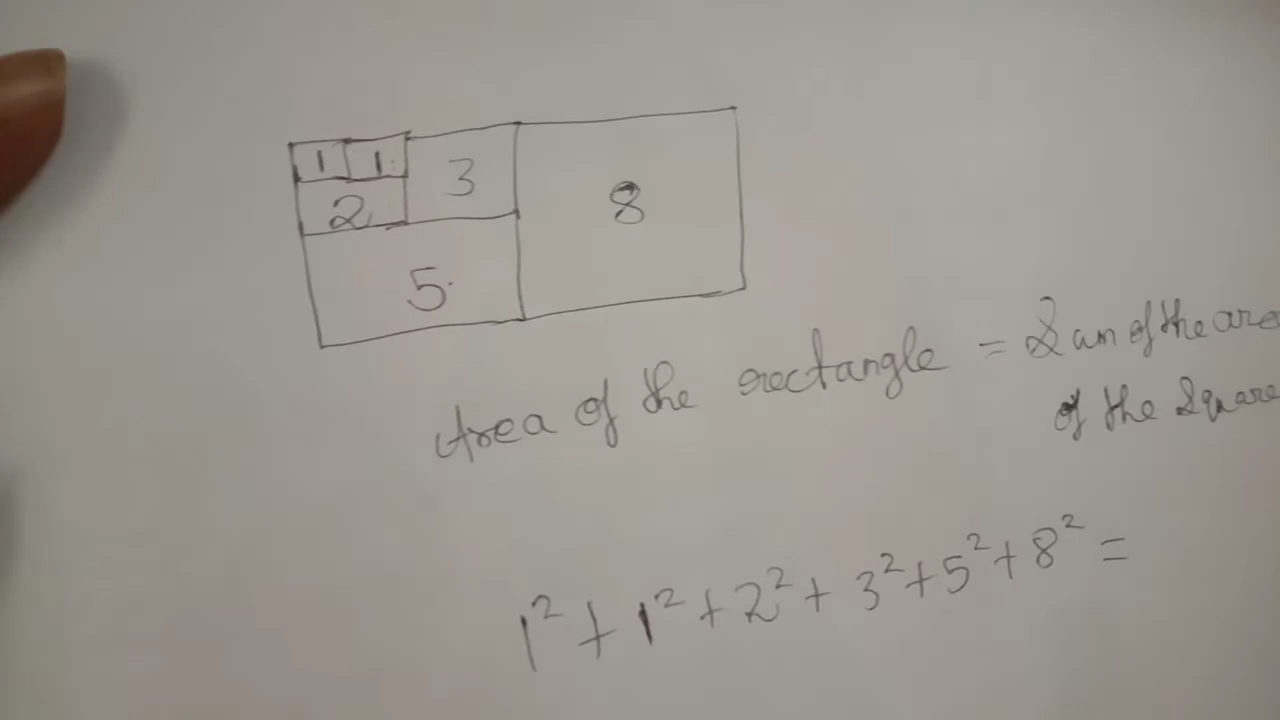 1 1 3
8
2
5
Area of the rectangle = Sum of the are
of the Square
1² + 1² + 2² + 3² + 5² + 8² =